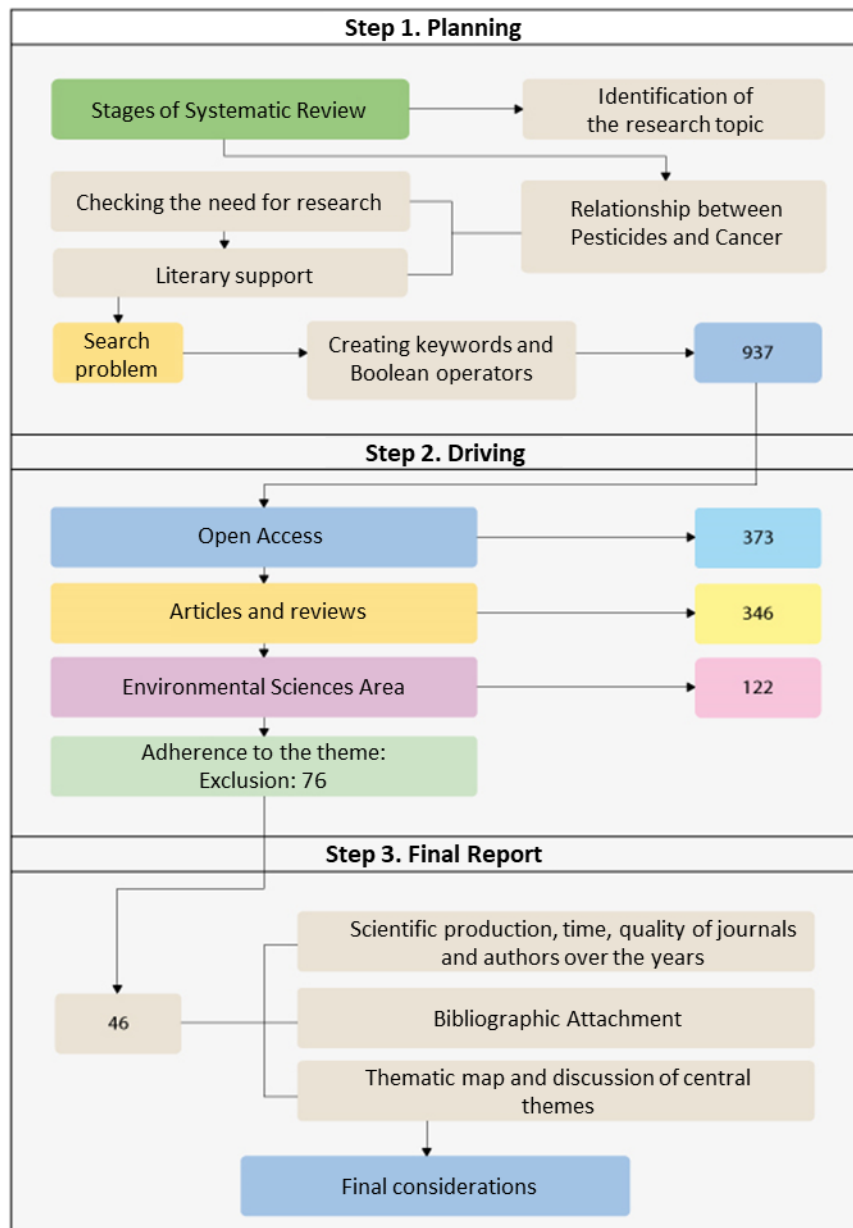 Step 1. Planning
Stages of Systematic Review
Identification of
the research topic
Checking the need for research
Relationship between
Pesticides and Cancer
Literary support
Search
problem
Creating keywords and
Boolean operators
937
Step 2. Driving
Open Access
373
Articles and reviews
346
Environmental Sciences Area
122
Adherence to the theme:
Exclusion: 76
Step 3. Final Report
Scientific production, time, quality of journals
and authors over the years
46
Bibliographic Attachment
Thematic map and discussion of central
themes
Final considerations